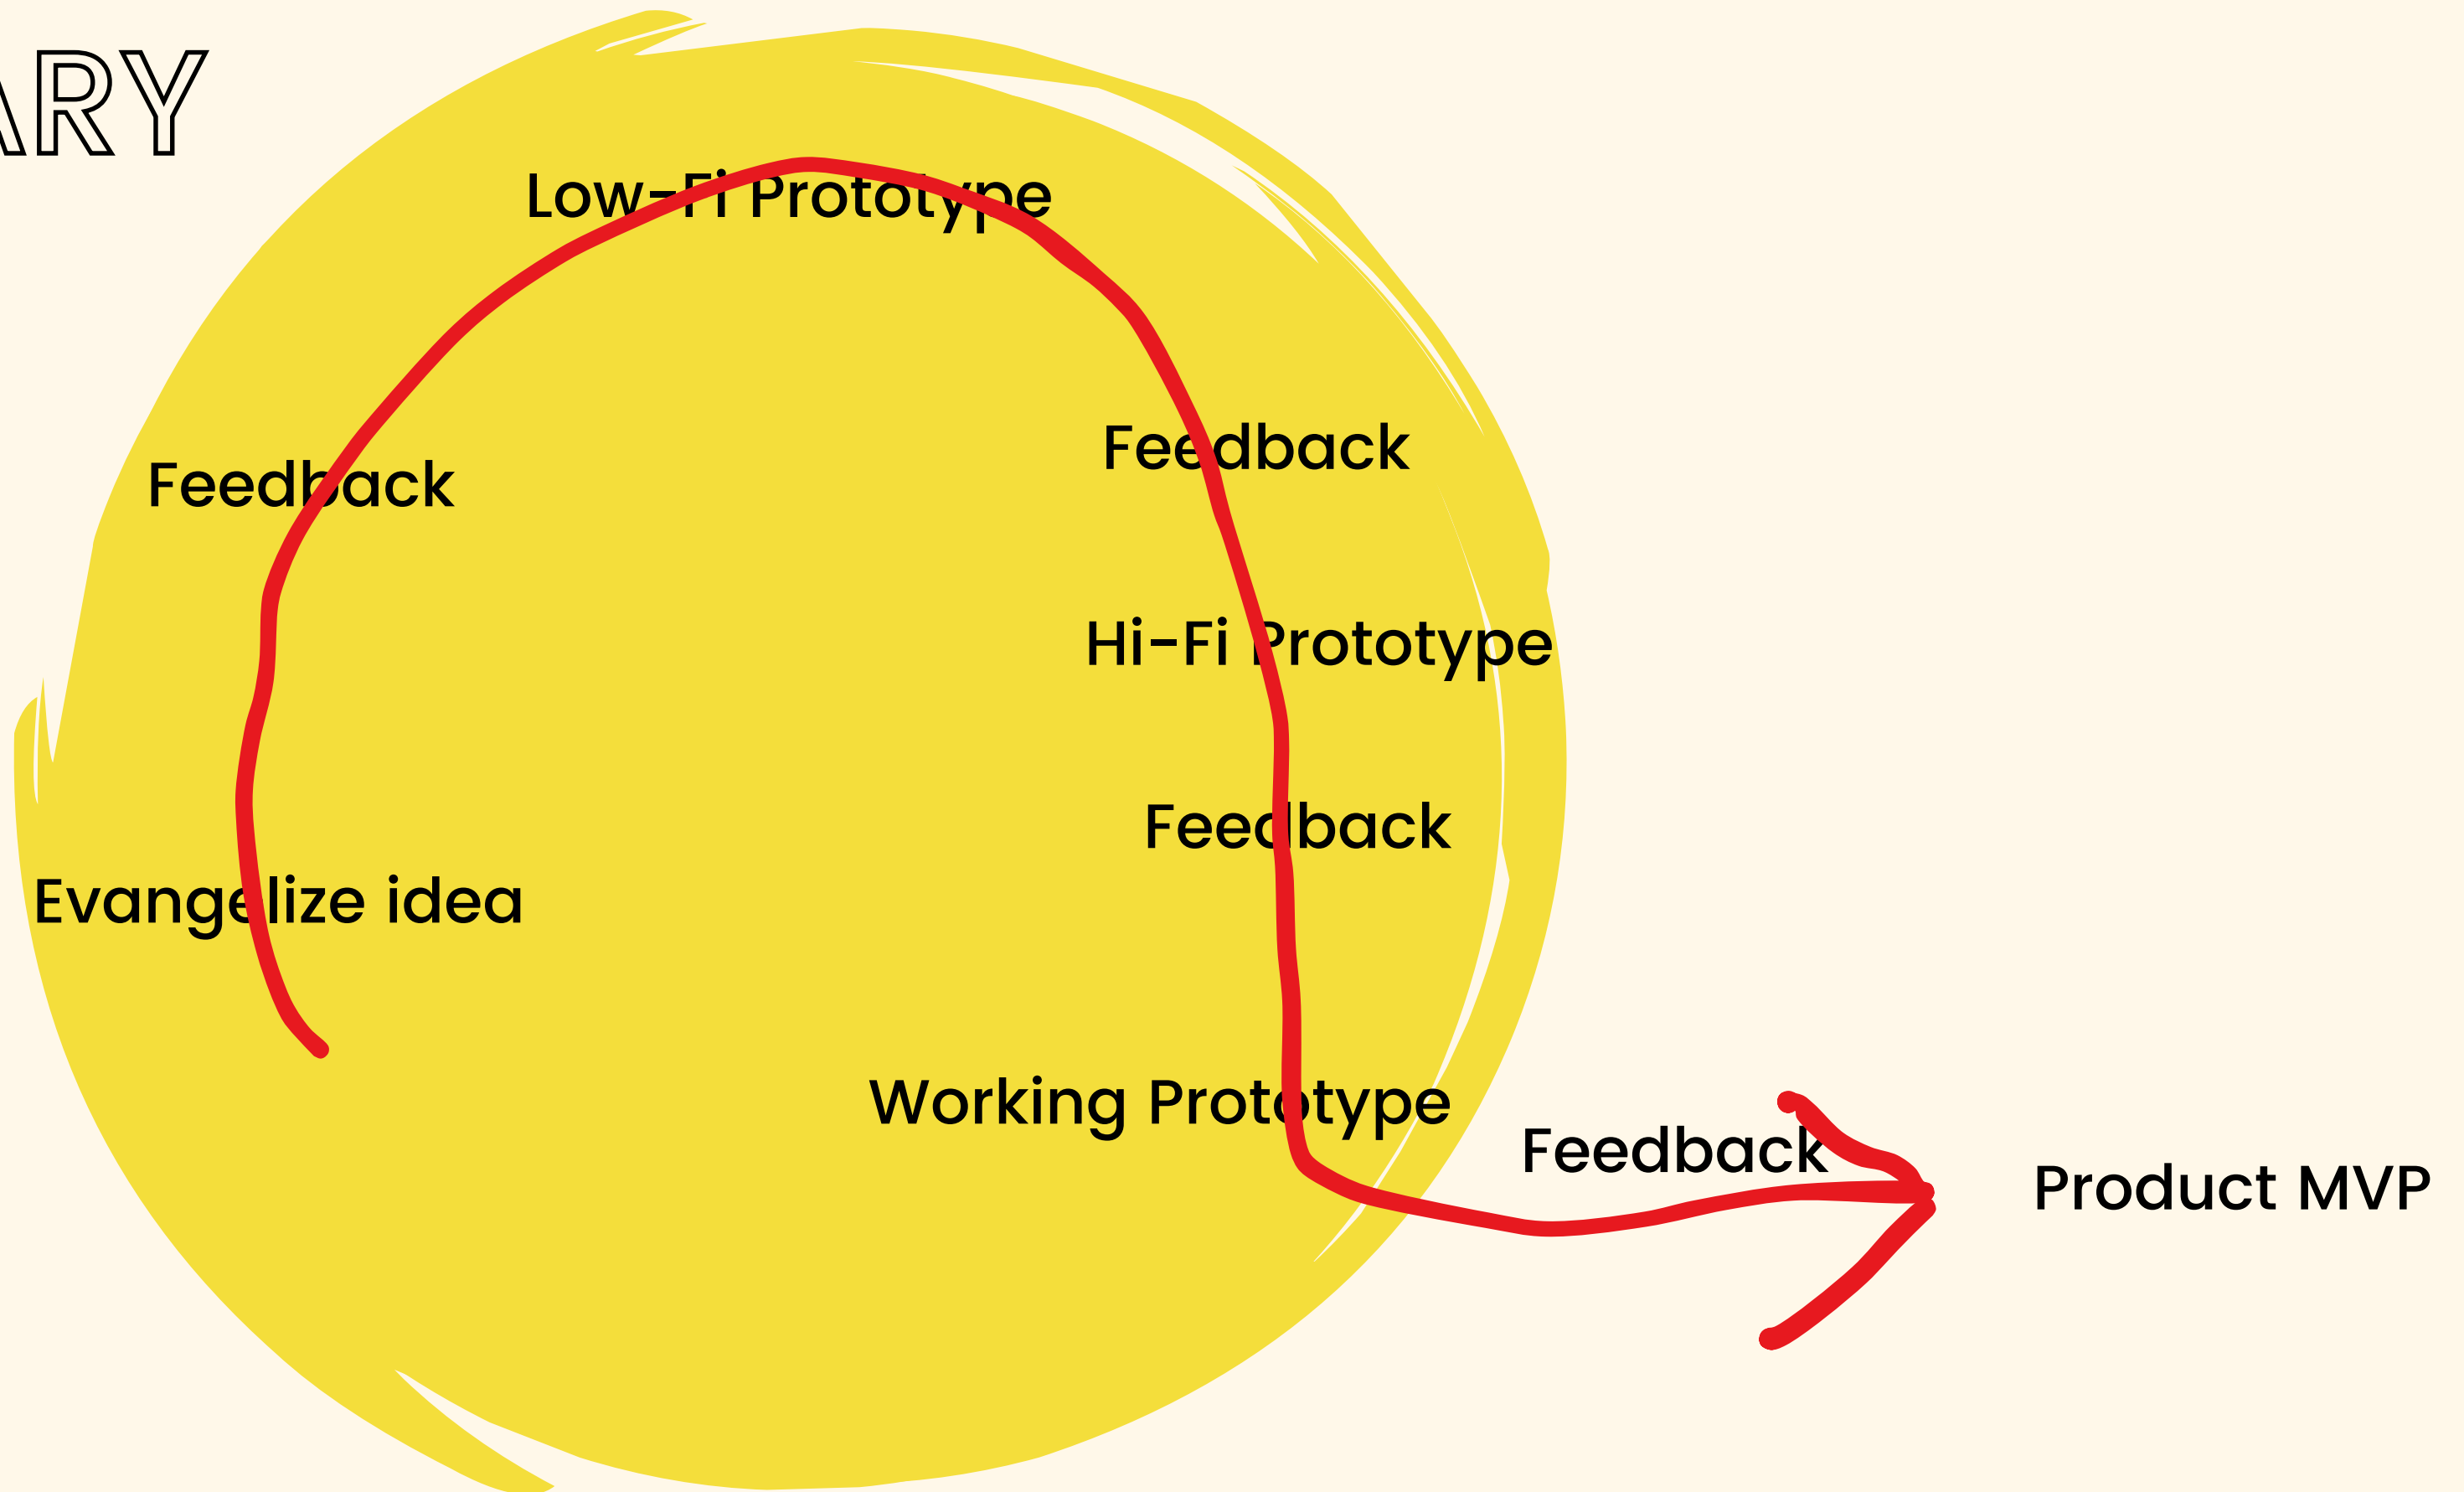 ARY
Low-Fi Prototype
Feedback
Feedback
Hi-Fi Prototype
Feedback
Evangelize idea
Working Prototype
Feedback
Product MVP